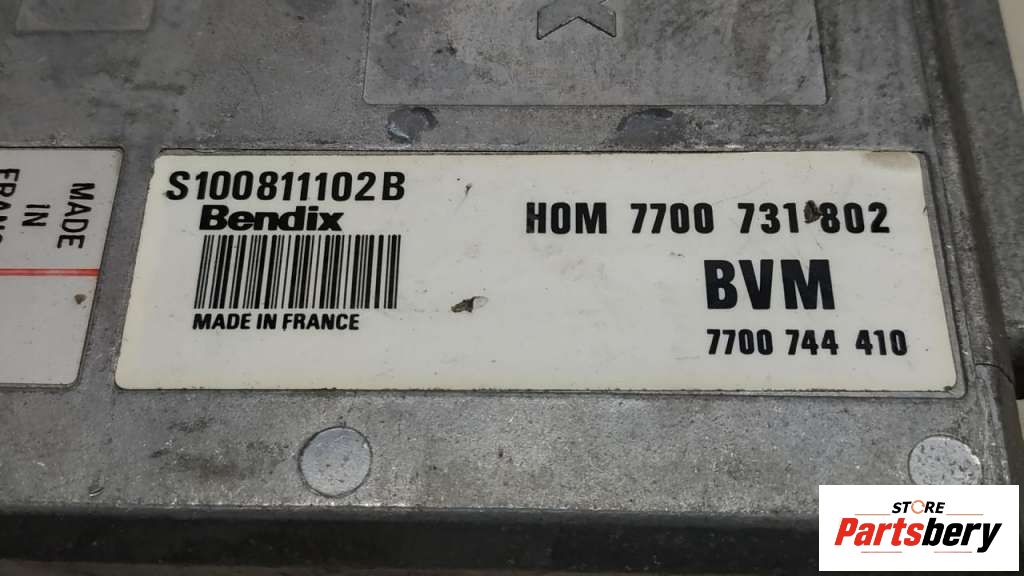 S100811102B
Bendix
MADE IN FRANCE
HOM 7700 731 802
BVM
7700 744 410
MADE
IN
STORE
Partsbery